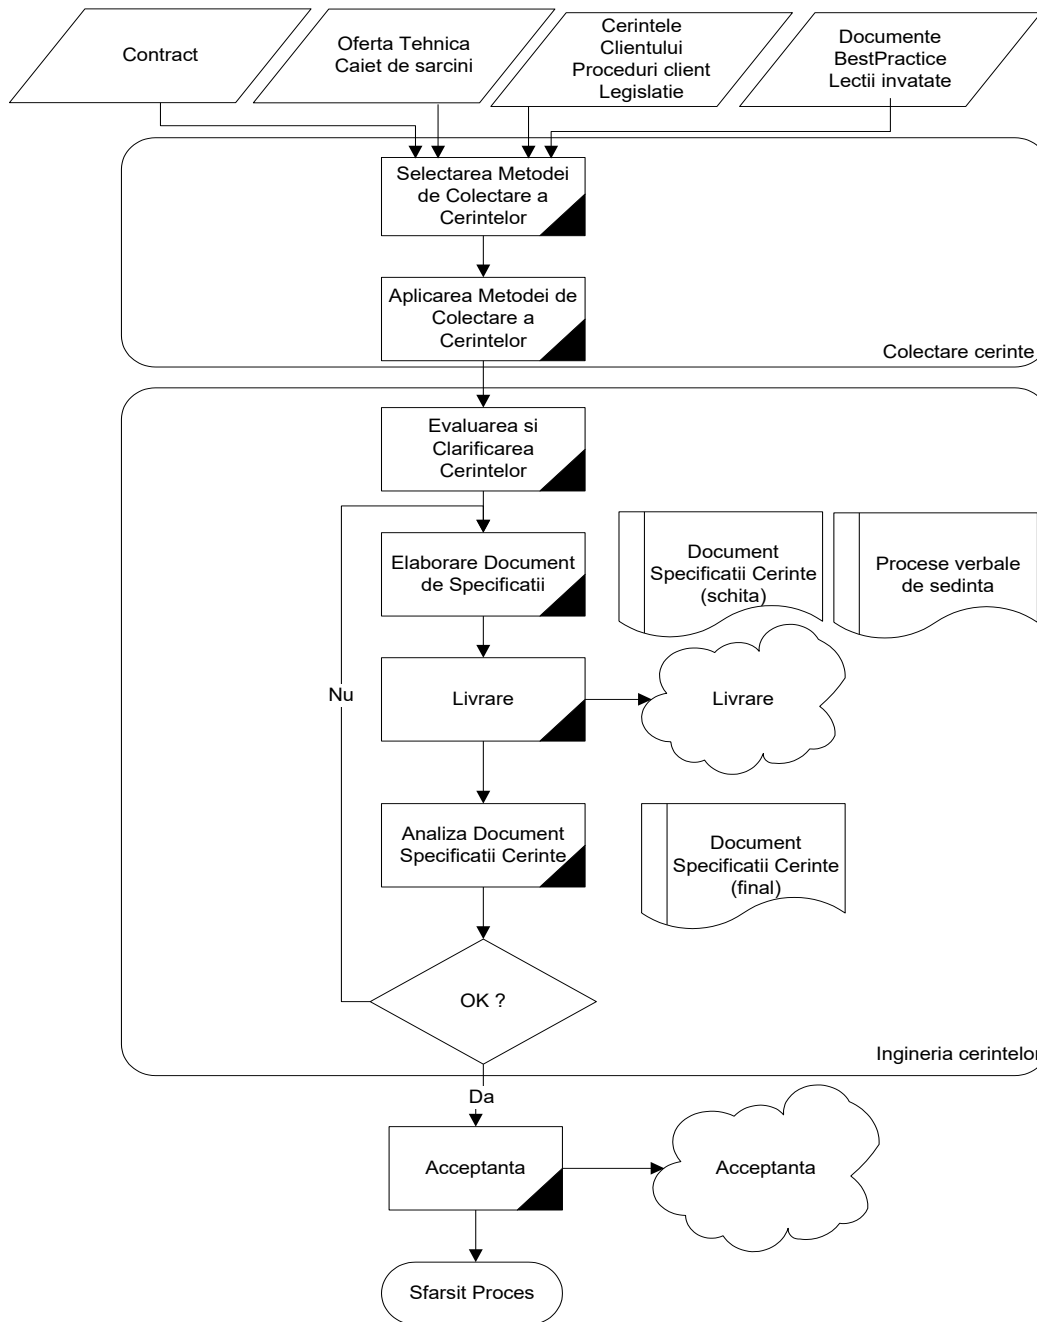 Contract
Oferta Tehnica
Caiet de sarcini
Cerintele
Clientului
Proceduri client
Legislatie
Documente
BestPractice
Lectii invatate
Selectarea Metodei
de Colectare a
Cerintelor
Aplicarea Metodei de
Colectare a
Cerintelor
Colectare cerinte
Evaluarea si
Clarificarea
Cerintelor
Elaborare Document
de Specificatii
Document
Specificatii Cerinte
(schita)
Procese verbale
de sedinta
Nu
Livrare
Livrare
Analiza Document
Specificatii Cerinte
Document
Specificatii Cerinte
(final)
OK ?
Ingineria cerintelor
Da
Acceptanta
Acceptanta
Sfarsit Proces